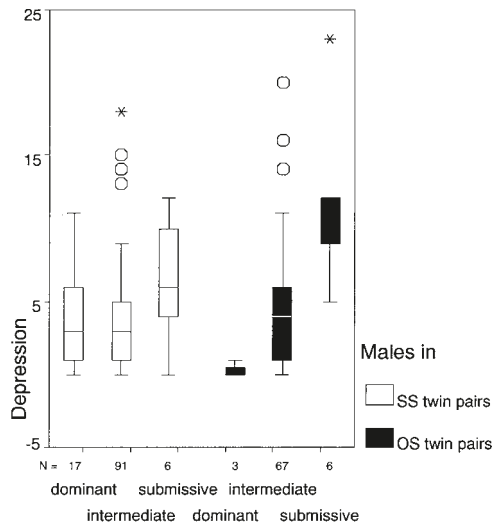 25
15
5
-5
Depression
Males in
SS twin pairs
OS twin pairs
N = 17 91 6 3 67 6
dominant submissive intermediate
intermediate dominant submissive